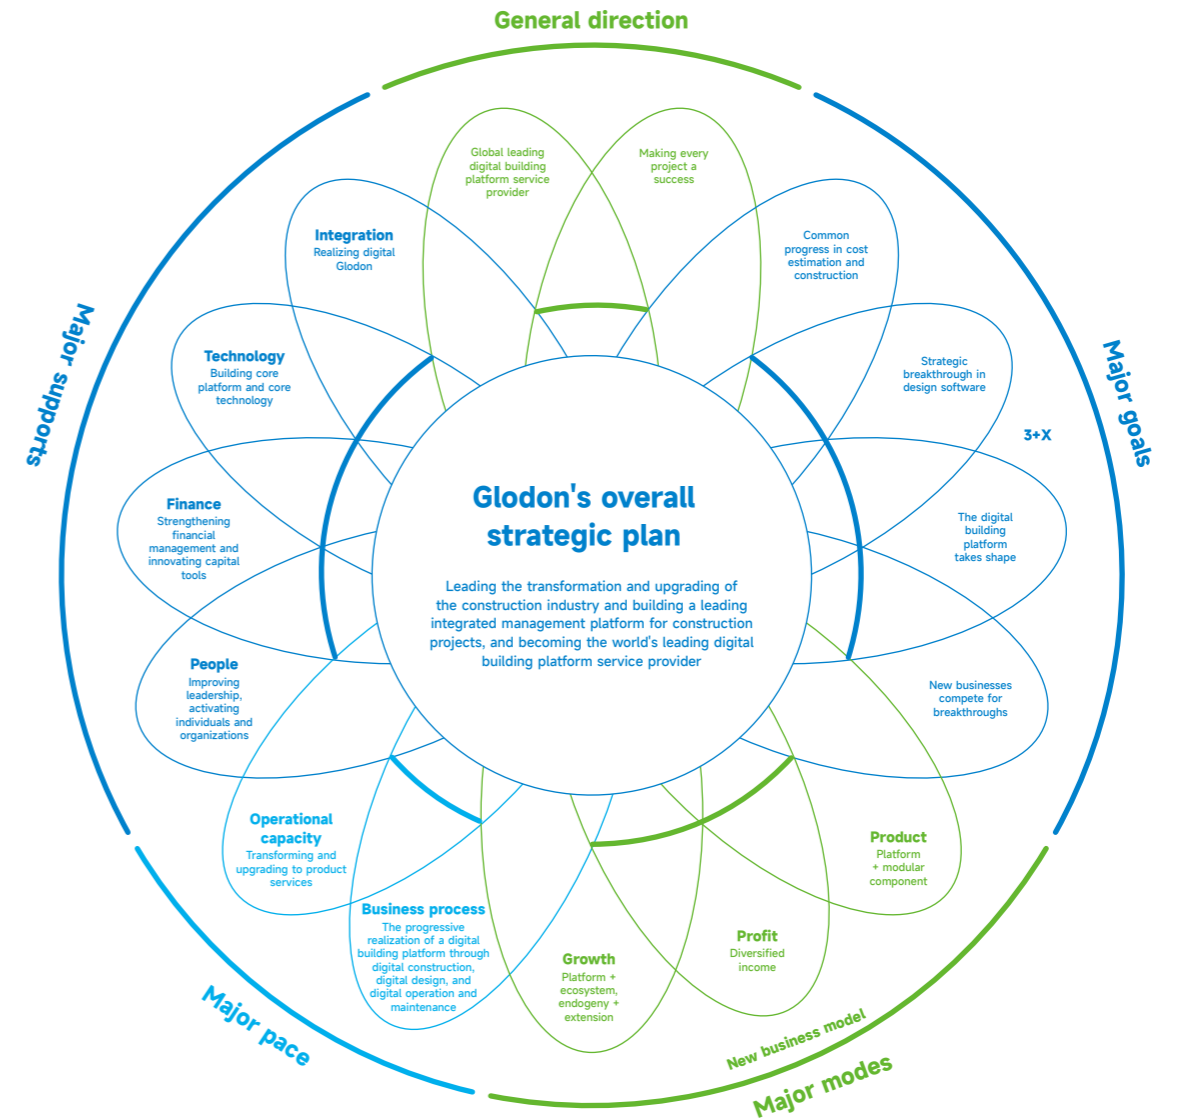 General direction
Global leading
digital building
platform service
provider
Making every
project a
success
Major goals
3+X
Common
progress in cost
estimation and
construction
Strategic
breakthrough in
design software
The digital
building
platform
takes shape
New businesses
compete for
breakthroughs
Major modes
New business model
Product
Platform
+ modular
component
Profit
Diversified
income
Growth
Platform +
ecosystem,
endogeny +
extension
Major pace
Business process
The progressive
realization of a digital
building platform through
digital construction,
digital design, and
digital operation and
maintenance
Operational
capacity
Transforming and
upgrading to product
services
Major supports
People
Improving
leadership,
activating
individuals and
organizations
Finance
Strengthening
financial
management and
innovating capital
tools
Technology
Building core
platform and core
technology
Integration
Realizing digital
Glodon
Glodon's overall
strategic plan
Leading the transformation and upgrading of
the construction industry and building a leading
integrated management platform for construction
projects, and becoming the world's leading digital
building platform service provider